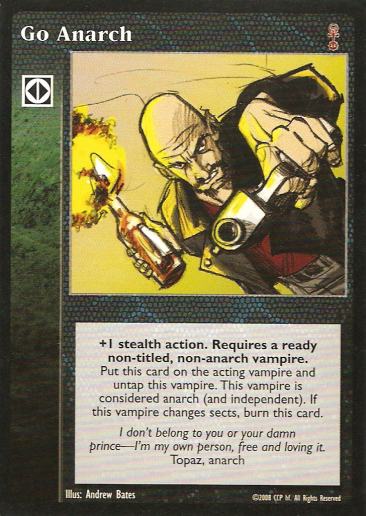 Go Anarch
+1 stealth action. Requires a ready
non-titled, non-anarch vampire.
Put this card on the acting vampire and
untap this vampire. This vampire is
considered anarch (and independent). If
this vampire changes sects, burn this card.
I don't belong to you or your damn
prince—I'm my own person, free and loving it.
Topaz, anarch
Illus: Andrew Bates
©2008 CCP hf. All Rights Reserved